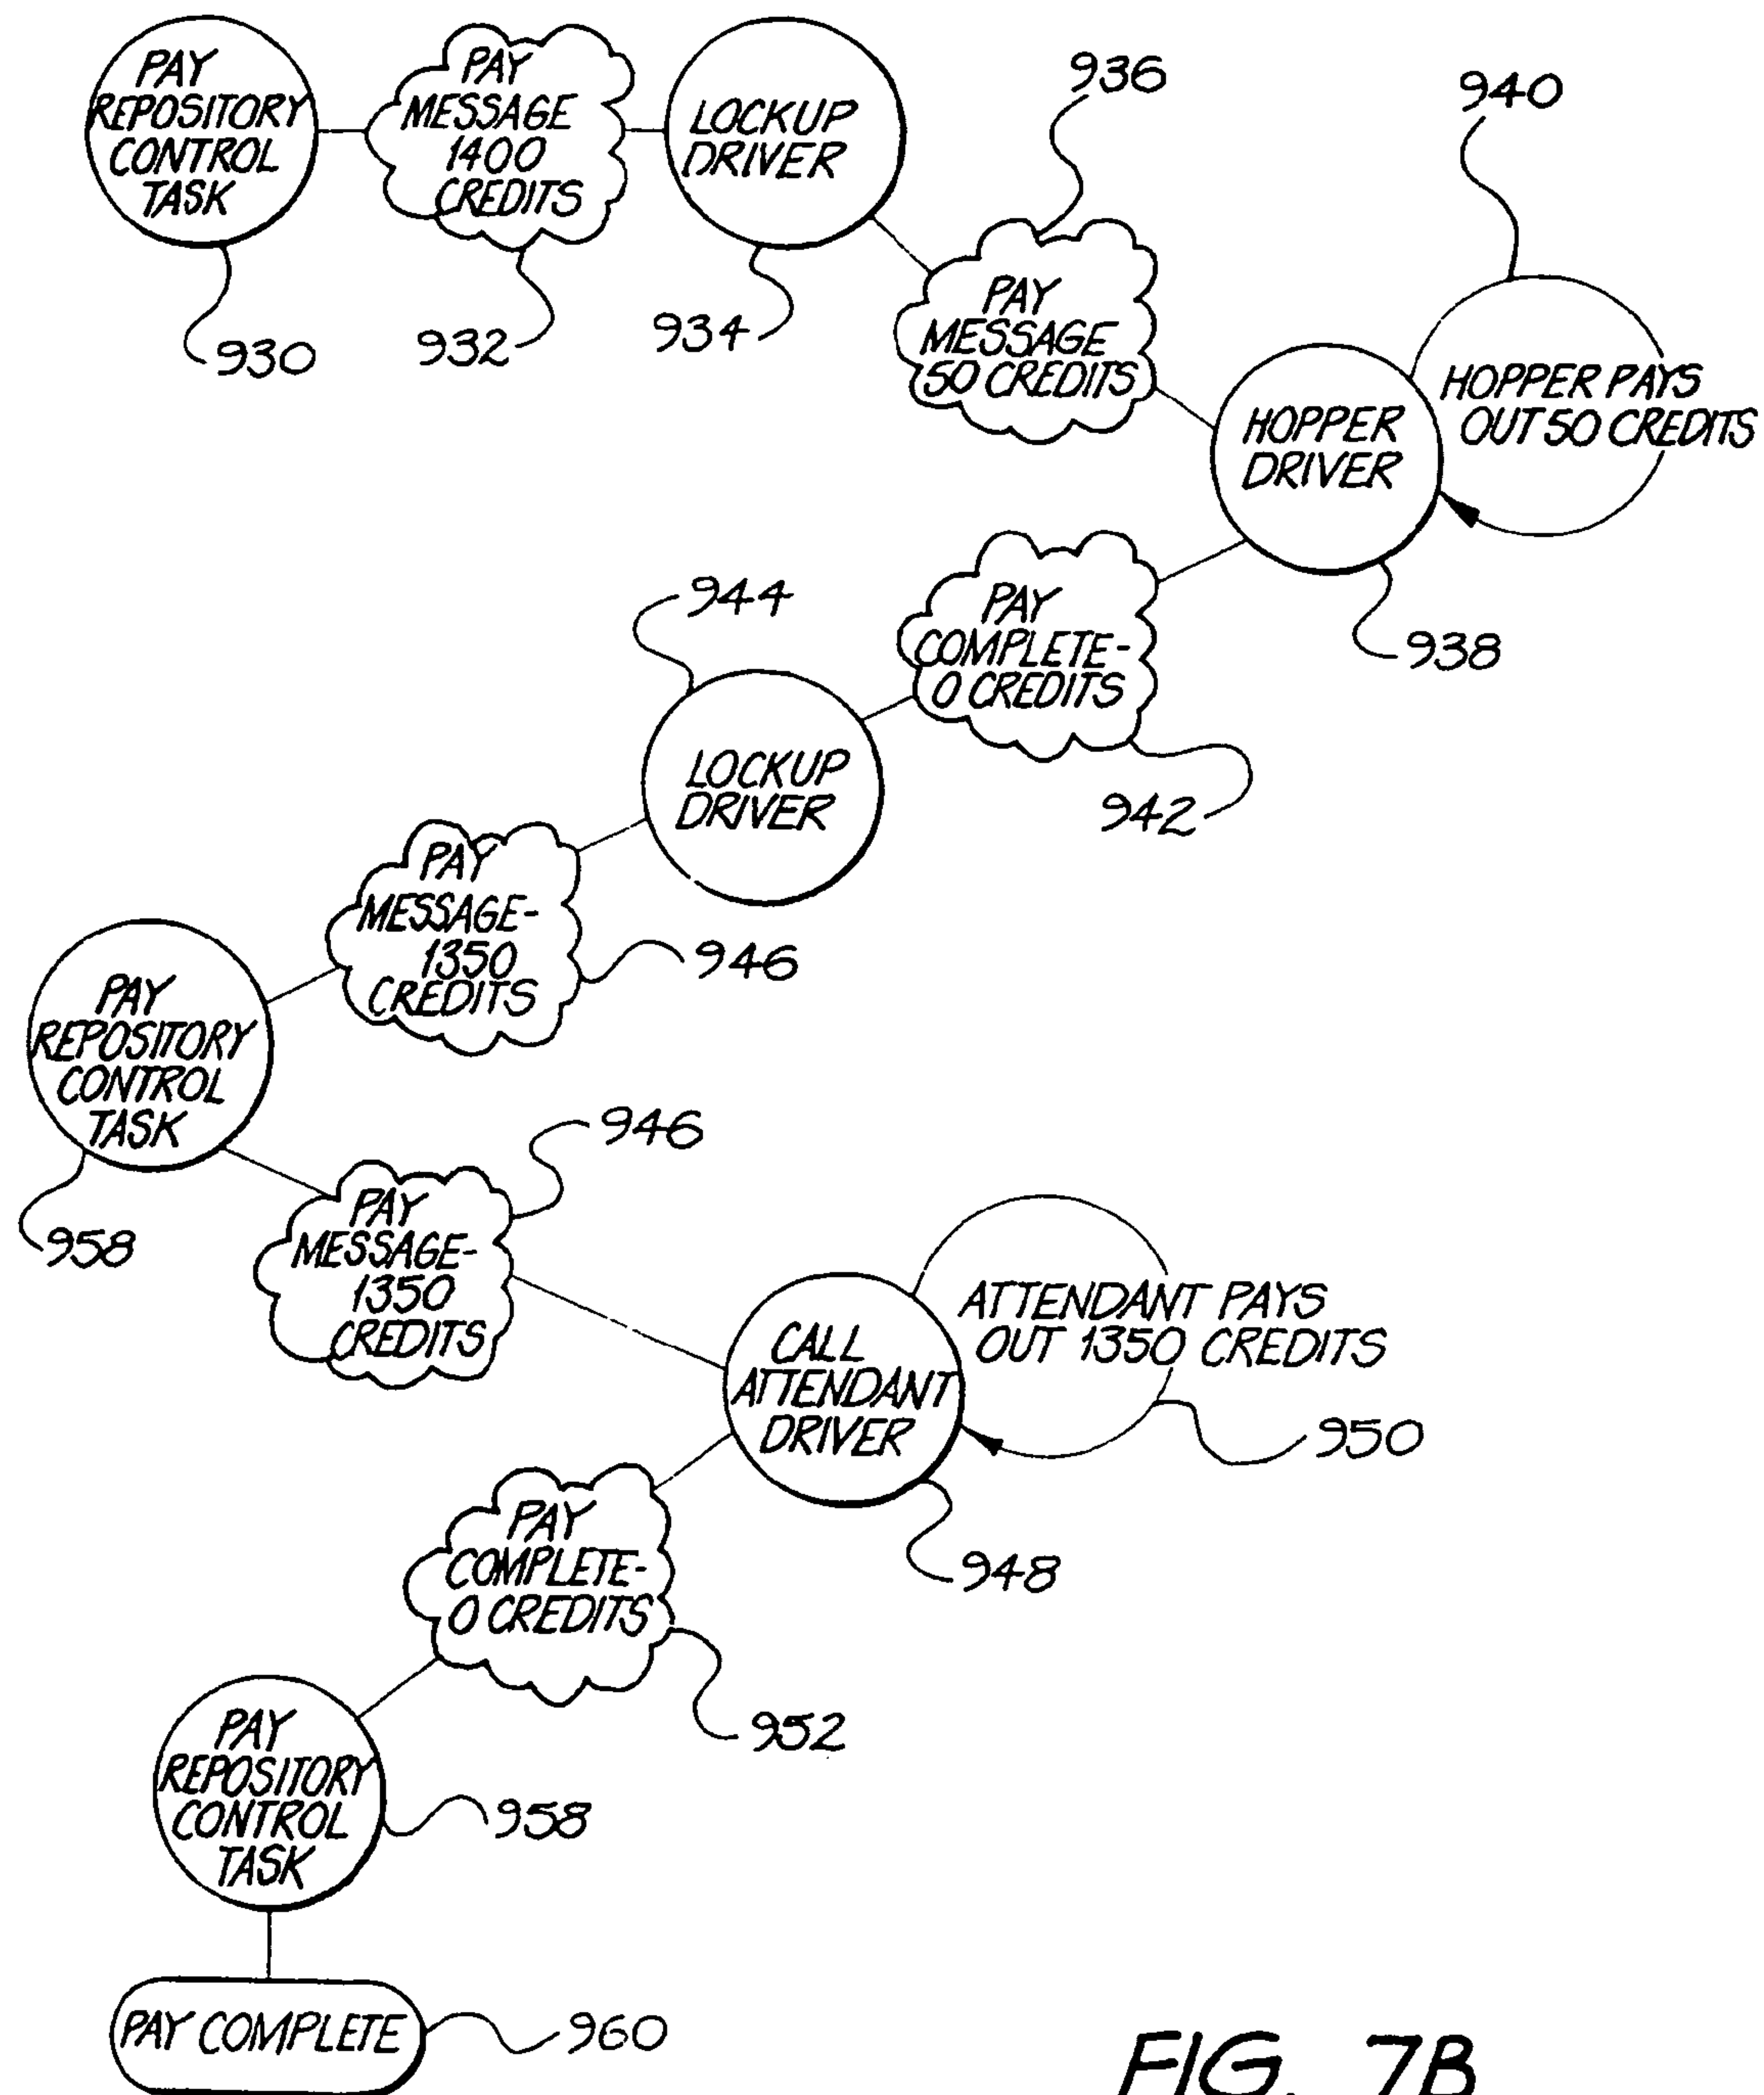 PAY
REPOSITORY
CONTROL
TASK
PAY
MESSAGE
1400
CREDITS
LOCKUP
DRIVER
936
940
930
932
934
PAY
MESSAGE
50 CREDITS
HOPPER
DRIVER
HOPPER PAYS
OUT 50 CREDITS
938
PAY
COMPLETE-
0 CREDITS
942
944
LOCKUP
DRIVER
PAY
MESSAGE-
1350
CREDITS
946
PAY
REPOSITORY
CONTROL
TASK
958
946
PAY
MESSAGE-
1350
CREDITS
CALL
ATTENDANT
DRIVER
ATTENDANT PAYS
OUT 1350 CREDITS
950
948
PAY
COMPLETE-
0 CREDITS
952
PAY
REPOSITORY
CONTROL
TASK
958
PAY COMPLETE
960
FIG. 7B